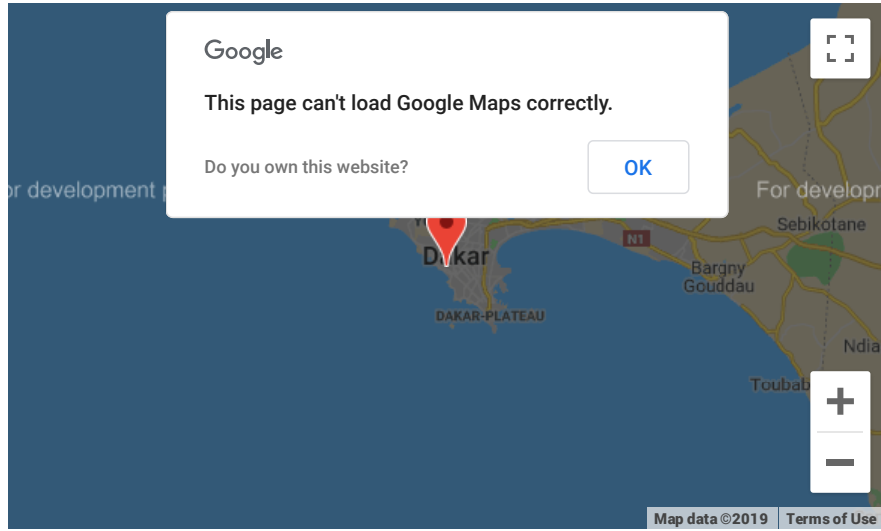 Google
This page can't load Google Maps correctly.
Do you own this website?
OK
For developm
Sebikotane
N1
Dakar
Bargny
Gouddau
DAKAR-PLATEAU
Ndia
Toubab
Map data ©2019
Terms of Use